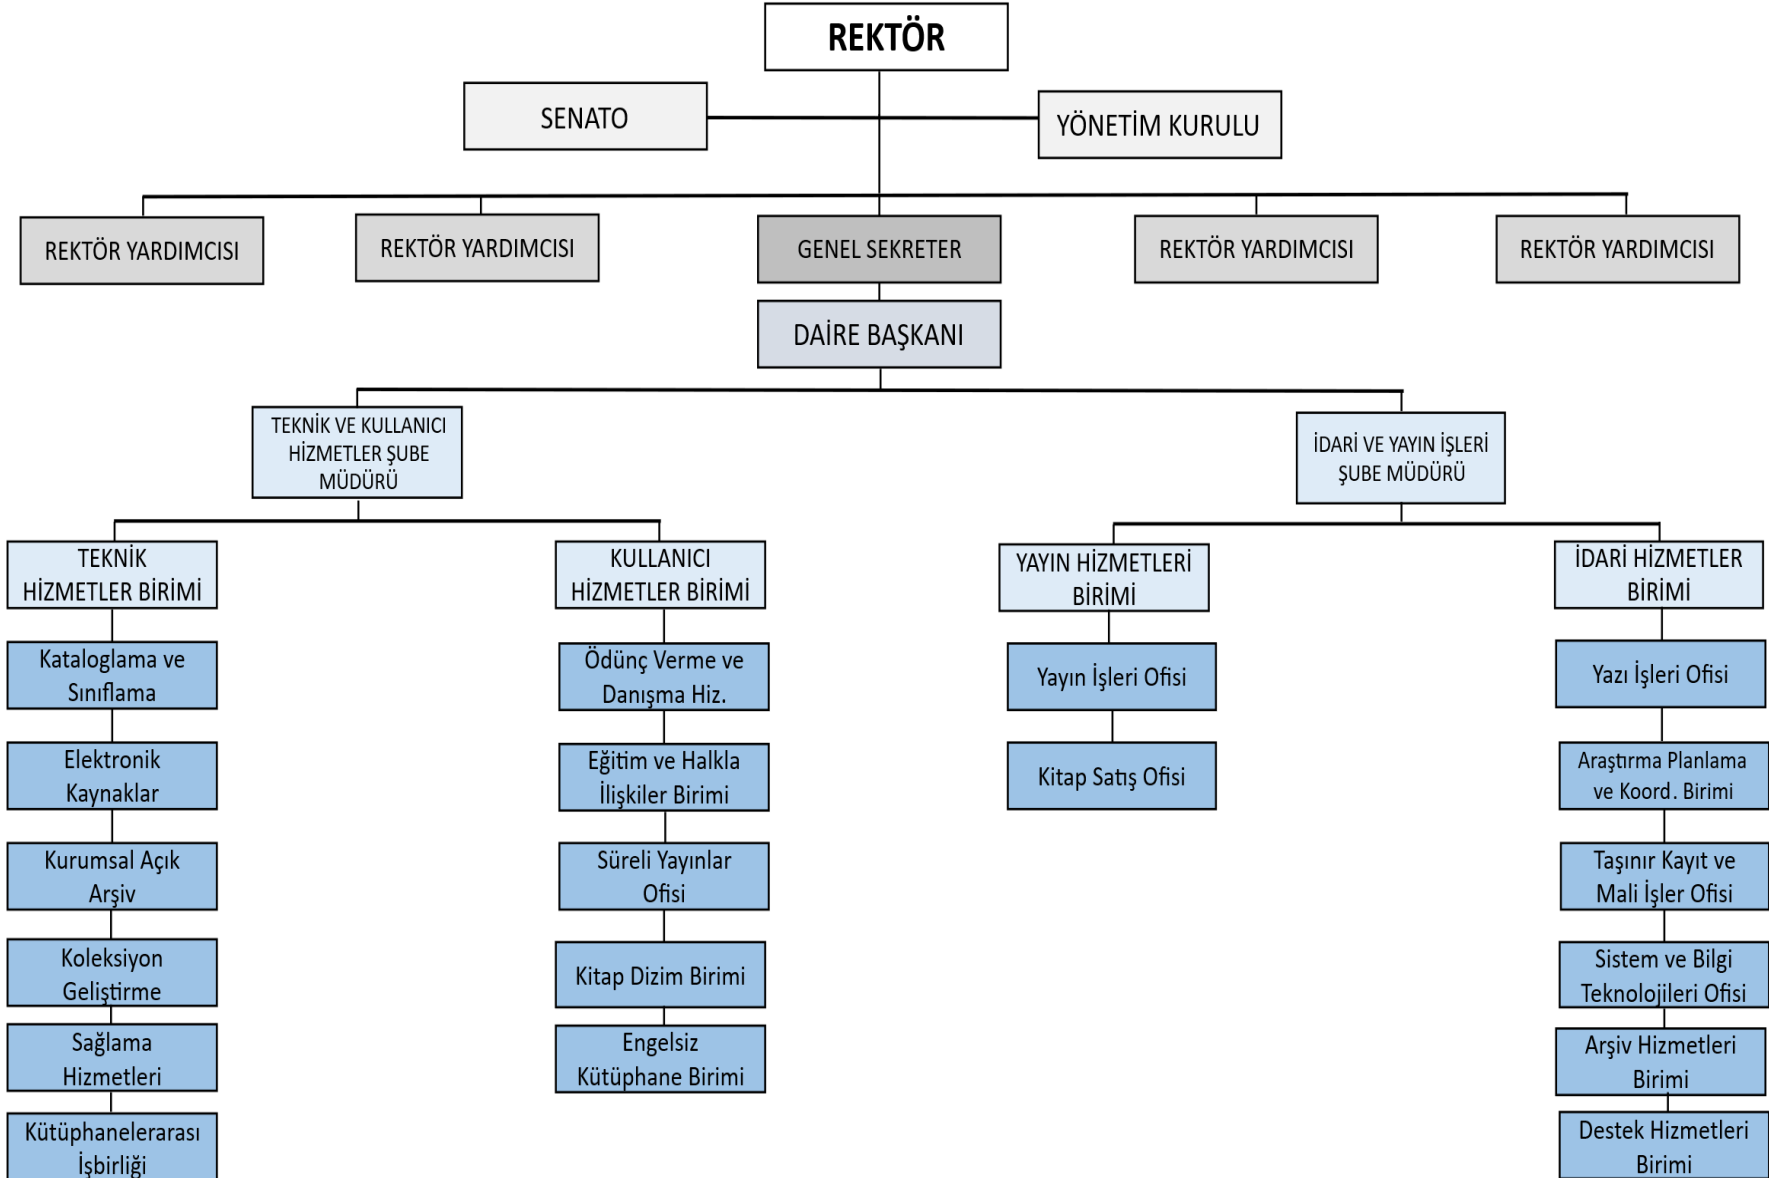 REKTÖR
SENATO
YÖNETİM KURULU
REKTÖR YARDIMCISI
REKTÖR YARDIMCISI
GENEL SEKRETER
REKTÖR YARDIMCISI
REKTÖR YARDIMCISI
DAİRE BAŞKANI
TEKNİK VE KULLANICI
HİZMETLER ŞUBE
MÜDÜRÜ
İDARİ VE YAYIN İŞLERİ
ŞUBE MÜDÜRÜ
TEKNİK
HİZMETLER BİRİMİ
Kataloglama ve
Sınıflama
Elektronik
Kaynaklar
Kurumsal Açık
Arşiv
Koleksiyon
Geliştirme
Sağlama
Hizmetleri
Kütüphanelerarası
İşbirliği
KULLANICI
HİZMETLER BİRİMİ
Ödünç Verme ve
Danışma Hiz.
Eğitim ve Halkla
İlişkiler Birimi
Süreli Yayınlar
Ofisi
Kitap Dizim Birimi
Engelsiz
Kütüphane Birimi
YAYIN HİZMETLERİ
BİRİMİ
Yayın İşleri Ofisi
Kitap Satış Ofisi
İDARİ HİZMETLER
BİRİMİ
Yazı İşleri Ofisi
Araştırma Planlama
ve Koord. Birimi
Taşınır Kayıt ve
Mali İşler Ofisi
Sistem ve Bilgi
Teknolojileri Ofisi
Arşiv Hizmetleri
Birimi
Destek Hizmetleri
Birimi